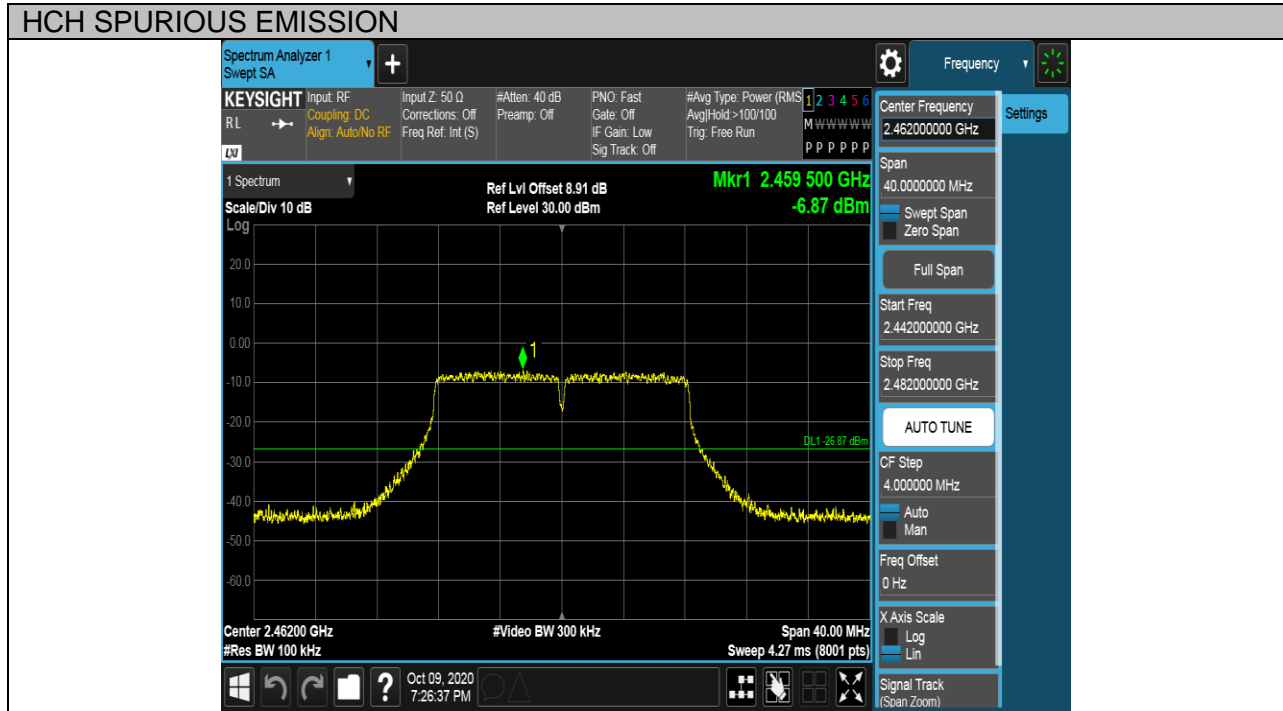 HCH SPURIOUS EMISSION
Spectrum Analyzer 1
Swept SA
+
Frequency
KEYSIGHT
RL
LXI
Input: RF
Coupling: DC
Align: Auto/No RF
Input Z: 50 Ω
Corrections: Off
Freq Ref: Int (S)
#Atten: 40 dB
Preamp: Off
PNO: Fast
Gate: Off
IF Gain: Low
Sig Track: Off
#Avg Type: Power (RMS
Avg|Hold:>100/100
Trig: Free Run
1 2 3 4 5 6
M W W W W W
P P P P P P
1 Spectrum
Scale/Div 10 dB
Ref Lvl Offset 8.91 dB
Ref Level 30.00 dBm
Mkr1 2.459 500 GHz
-6.87 dBm
Log
20.0
10.0
0.00
-10.0
-20.0
-30.0
-40.0
-50.0
-60.0
1
DL1 -26.87 dBm
Center 2.46200 GHz
#Res BW 100 kHz
#Video BW 300 kHz
Span 40.00 MHz
Sweep 4.27 ms (8001 pts)
?
Oct 09, 2020
7:26:37 PM
Center Frequency
2.462000000 GHz
Settings
Span
40.0000000 MHz
Swept Span
Zero Span
Full Span
Start Freq
2.442000000 GHz
Stop Freq
2.482000000 GHz
AUTO TUNE
CF Step
4.000000 MHz
Auto
Man
Freq Offset
0 Hz
X Axis Scale
Log
Lin
Signal Track
(Span Zoom)